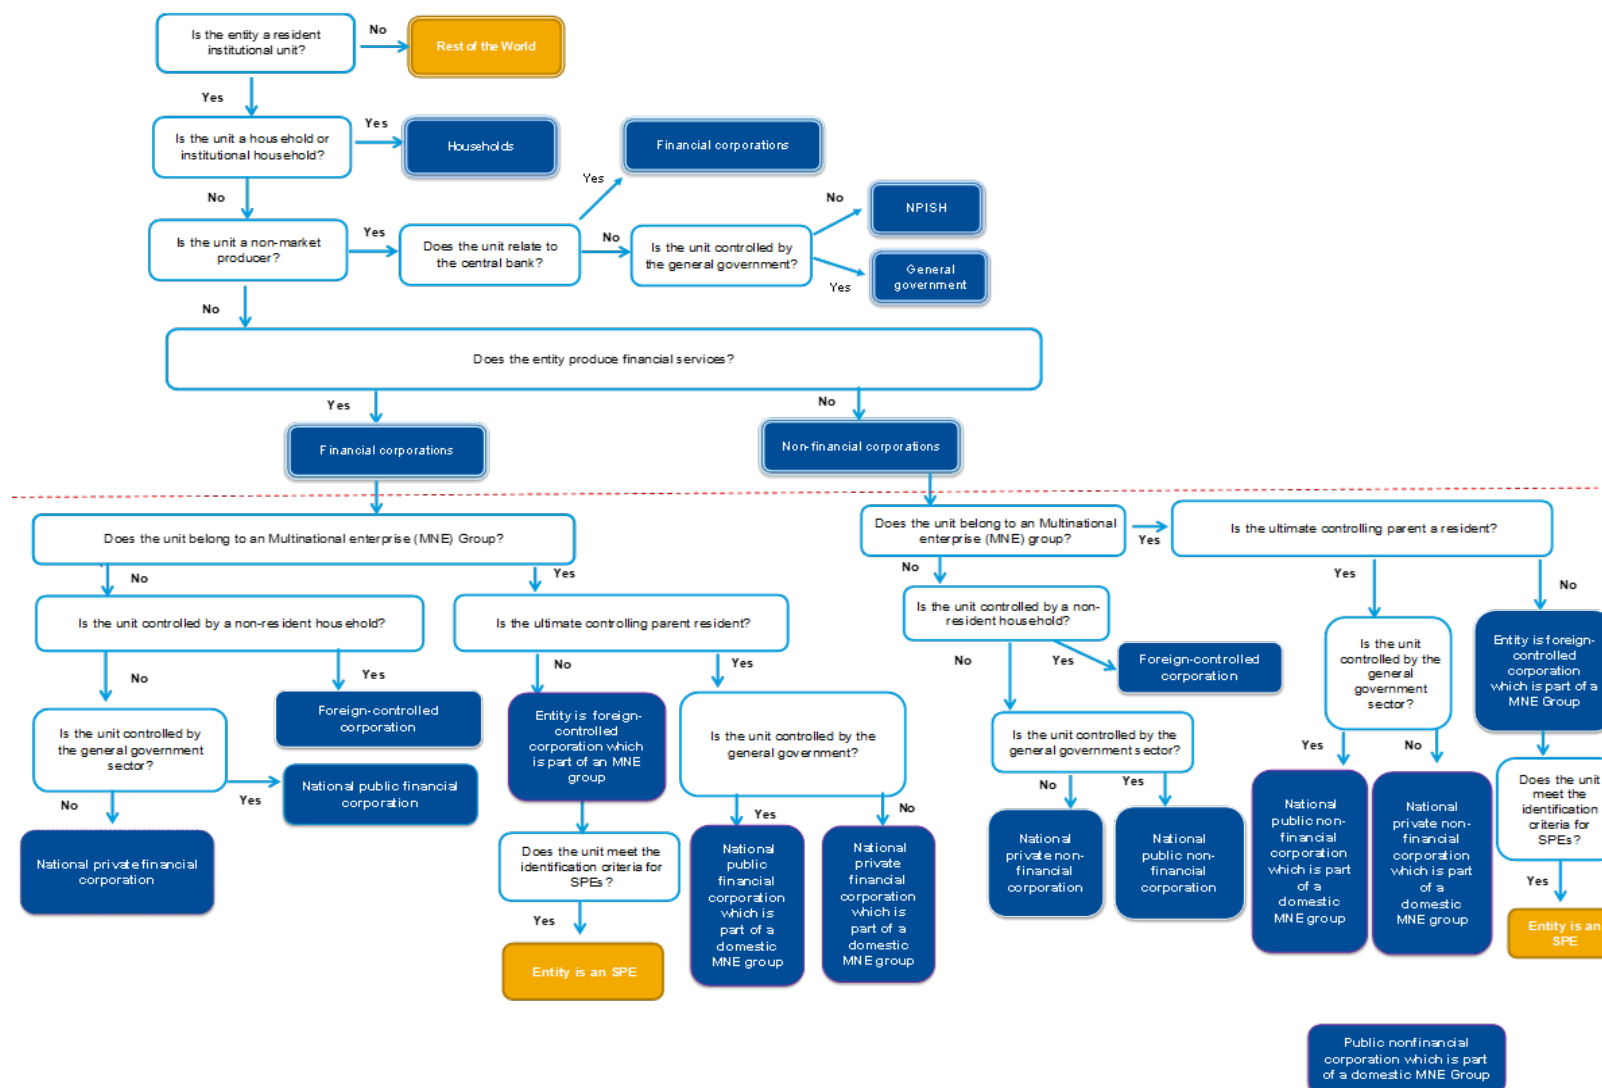 Is the entity a resident
institutional unit?
No
Rest of the World
Yes
Is the unit a household or
institutional household?
Yes
Households
Financial corporations
Yes
No
No
NPISH
Is the unit a non-market
producer?
Yes
Does the unit relate to
the central bank?
No
Is the unit controlled by
the general government?
General
government
Yes
No
Does the entity produce financial services?
Yes
No
Financial corporations
Non-financial corporations
Does the unit belong to an Multinational enterprise (MNE) Group?
Does the unit belong to an Multinational
enterprise (MNE) group?
Yes
Is the ultimate controlling parent a resident?
No
Yes
No
Yes
No
Is the unit controlled by a non-resident household?
Is the ultimate controlling parent resident?
Is the unit controlled by a non-
resident household?
Is the unit
controlled by the
general
government
sector?
Entity is foreign-
controlled
corporation
which is part of a
MNE Group
No
Yes
No
Yes
No
Yes
Foreign-controlled
corporation
Is the unit controlled by
the general government
sector?
Foreign-controlled
corporation
Entity is foreign-
controlled
corporation which
is part of an MNE
group
Is the unit controlled by the
general government?
Is the unit controlled by the
general government sector?
Yes
No
No
Yes
National public financial
corporation
Yes
No
No
Yes
National
public non-
financial
corporation
which is part
of a
domestic
MNE group
National
private non-
financial
corporation
which is part
of a
domestic
MNE group
Does the unit
meet the
identification
criteria for
SPEs?
National private financial
corporation
Does the unit meet the
identification criteria for
SPEs?
National
public
financial
corporation
which is
part of a
domestic
MNE group
National
private
financial
corporation
which is
part of a
domestic
MNE group
National
private non-
financial
corporation
National
public non-
financial
corporation
Yes
Yes
Entity is an SPE
Entity is an
SPE
Public nonfinancial
corporation which is part
of a domestic MNE Group